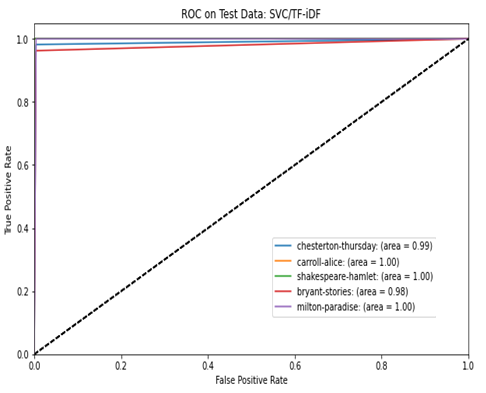 ROC on Test Data: SVC/TF-iDF
True Positive Rate
1.0
0.8
0.6
0.4
0.2
0.0
chesterton-thursday: (area = 0.99)
carroll-alice: (area = 1.00)
shakespeare-hamlet: (area = 1.00)
bryant-stories: (area = 0.98)
milton-paradise: (area = 1.00)
0.0 0.2 0.4 0.6 0.8 1.0
False Positive Rate